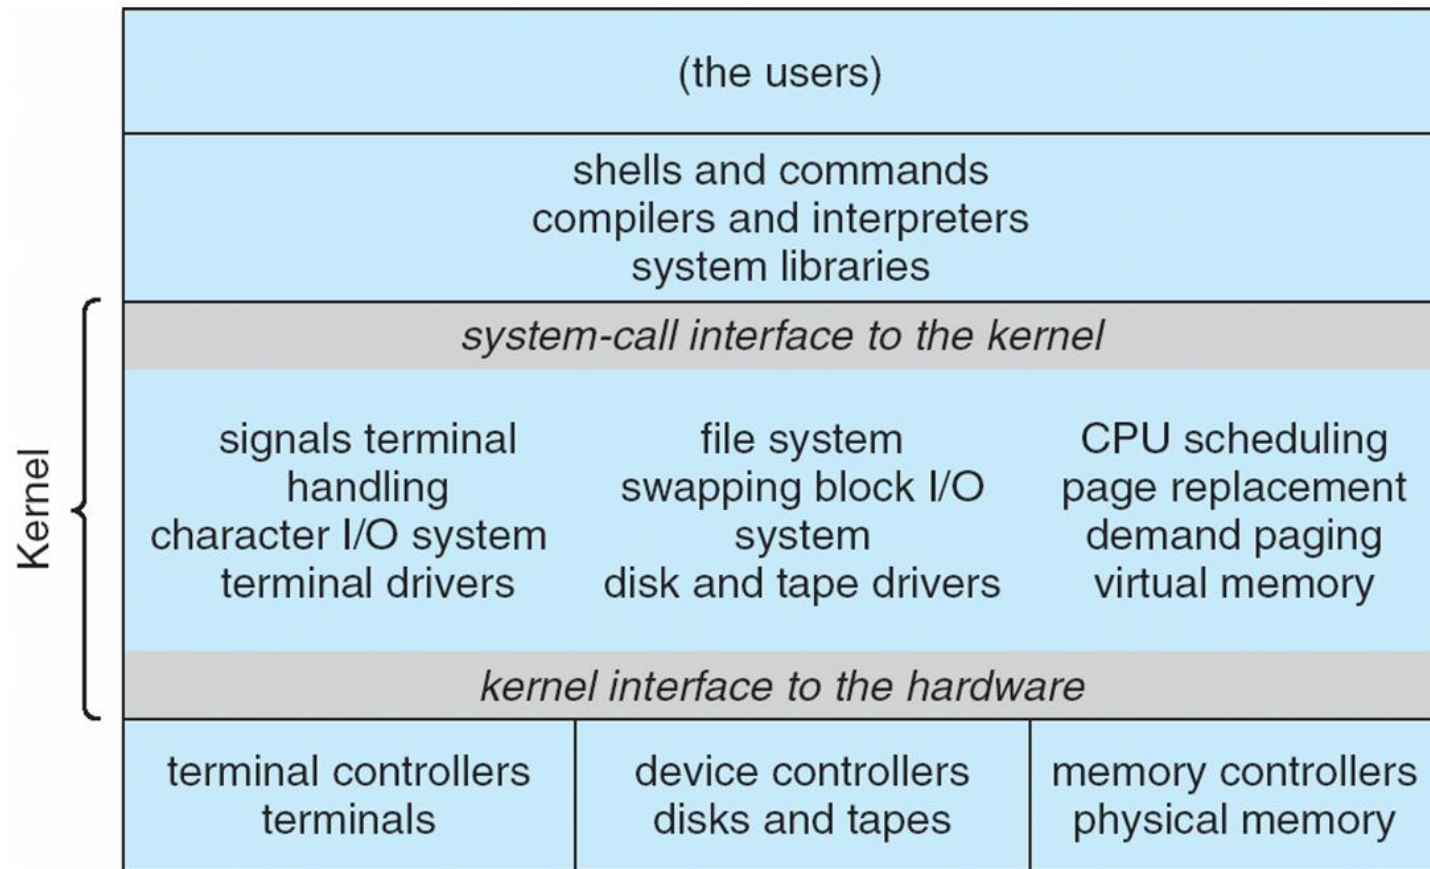 (the users)
shells and commands
compilers and interpreters
system libraries
Kernel
system-call interface to the kernel
signals terminal
handling
character I/O system
terminal drivers
file system
swapping block I/O
system
disk and tape drivers
CPU scheduling
page replacement
demand paging
virtual memory
kernel interface to the hardware
terminal controllers
terminals
device controllers
disks and tapes
memory controllers
physical memory